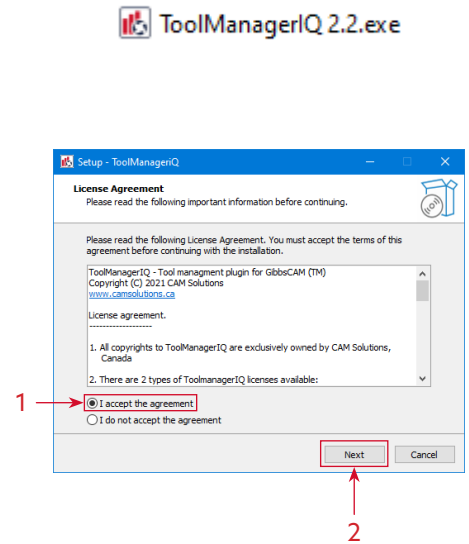 ToolManagerIQ 2.2.exe
Setup - ToolManageriQ
License Agreement
Please read the following important information before continuing.
Please read the following License Agreement. You must accept the terms of this
agreement before continuing with the installation.
ToolManagerIQ - Tool managment plugin for GibbsCAM (TM)
Copyright (C) 2021 CAM Solutions
www.camsolutions.ca
License agreement.
-------------------
1. All copyrights to ToolManagerIQ are exclusively owned by CAM Solutions,
Canada
2. There are 2 types of ToolmanagerIQ licenses available:
1
I accept the agreement
I do not accept the agreement
Next
Cancel
2